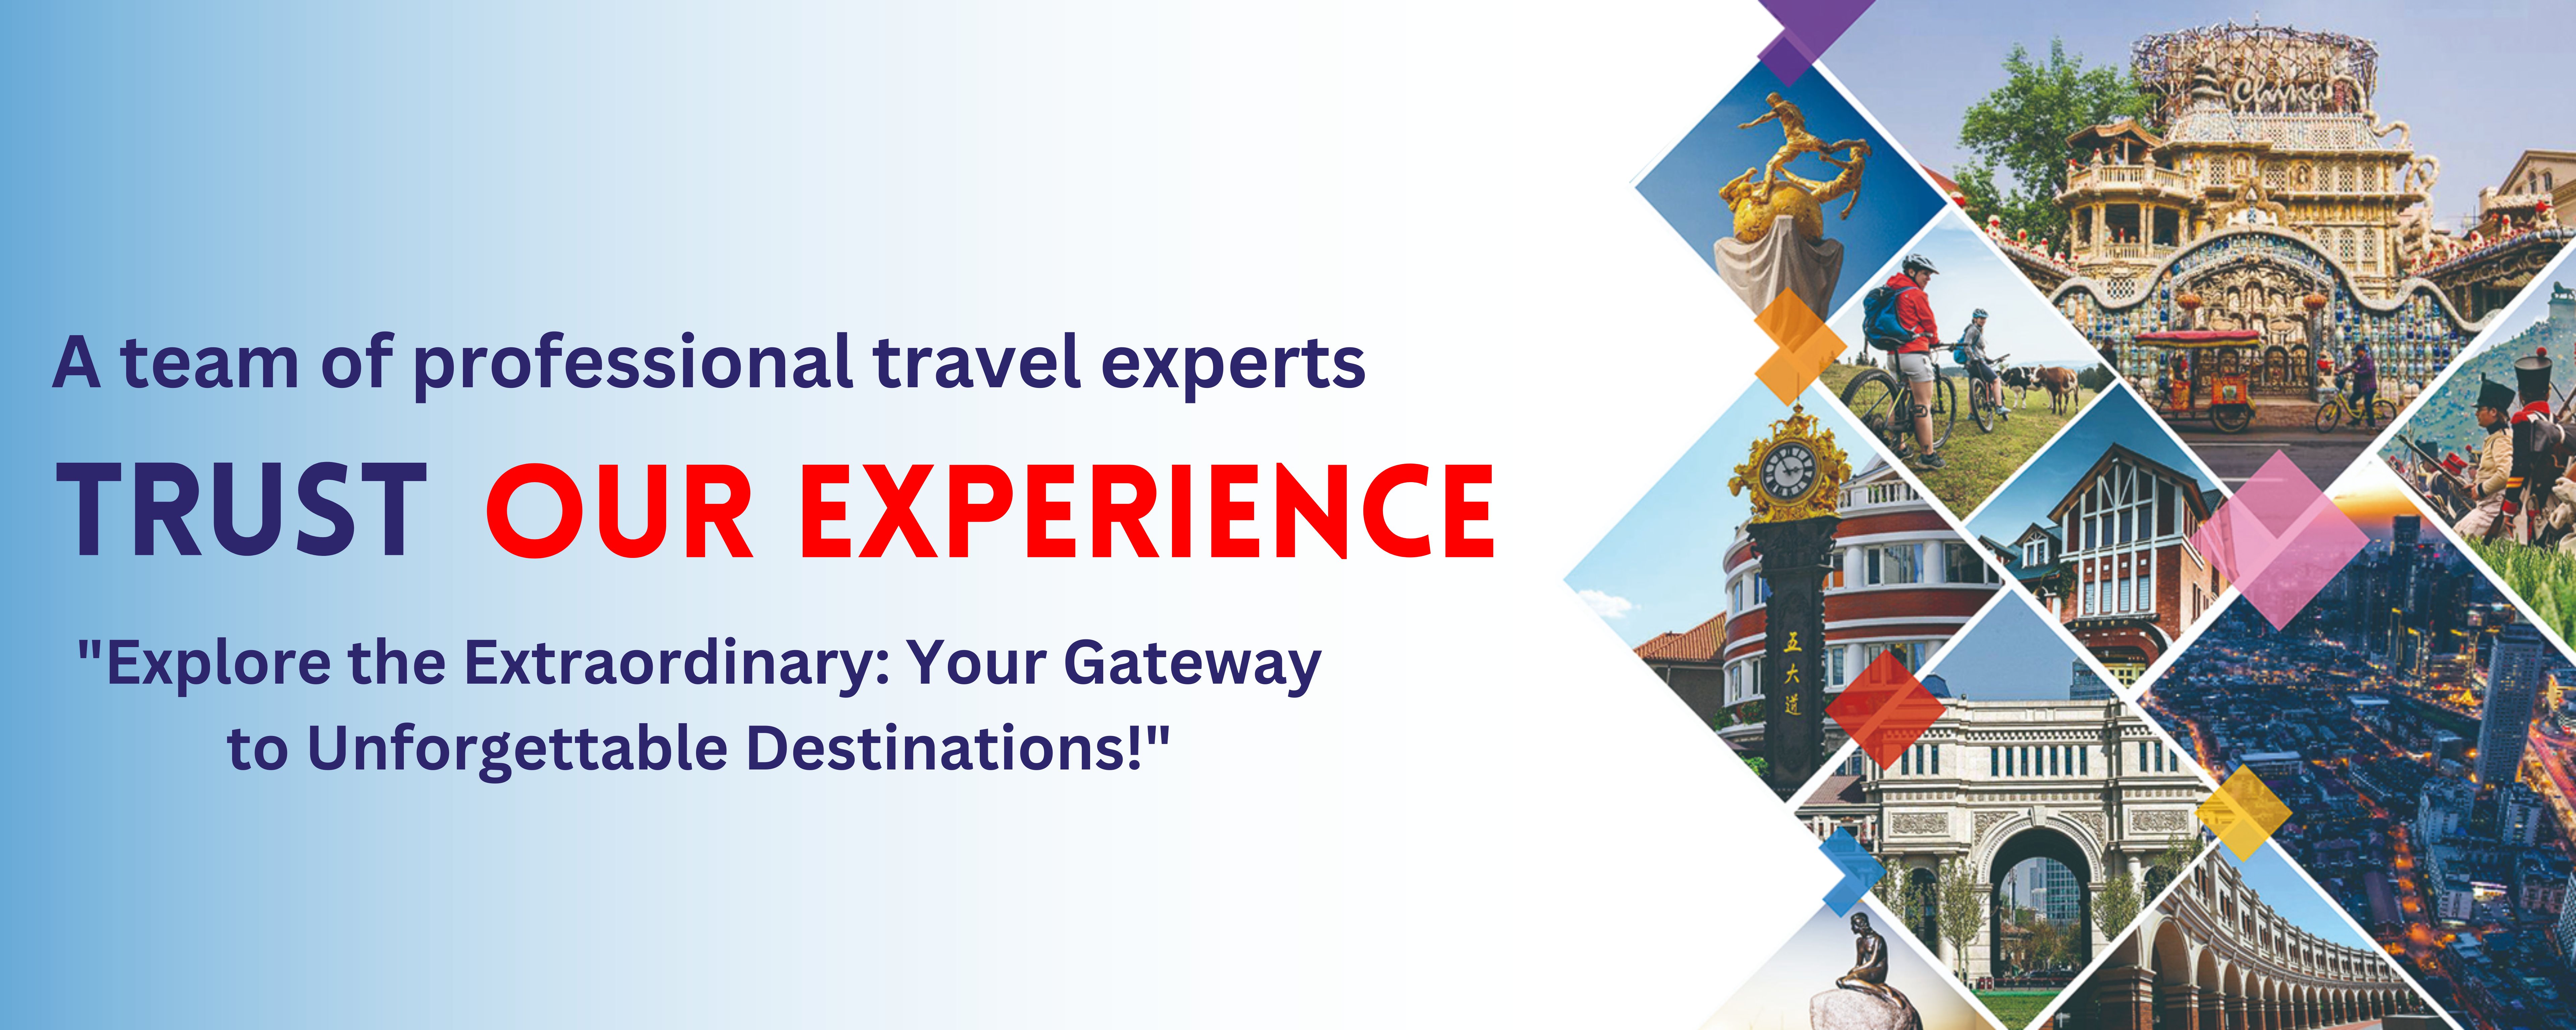 A team of professional travel experts
TRUST OUR EXPERIENCE
"Explore the Extraordinary: Your Gateway
to Unforgettable Destinations!"
China
五大道